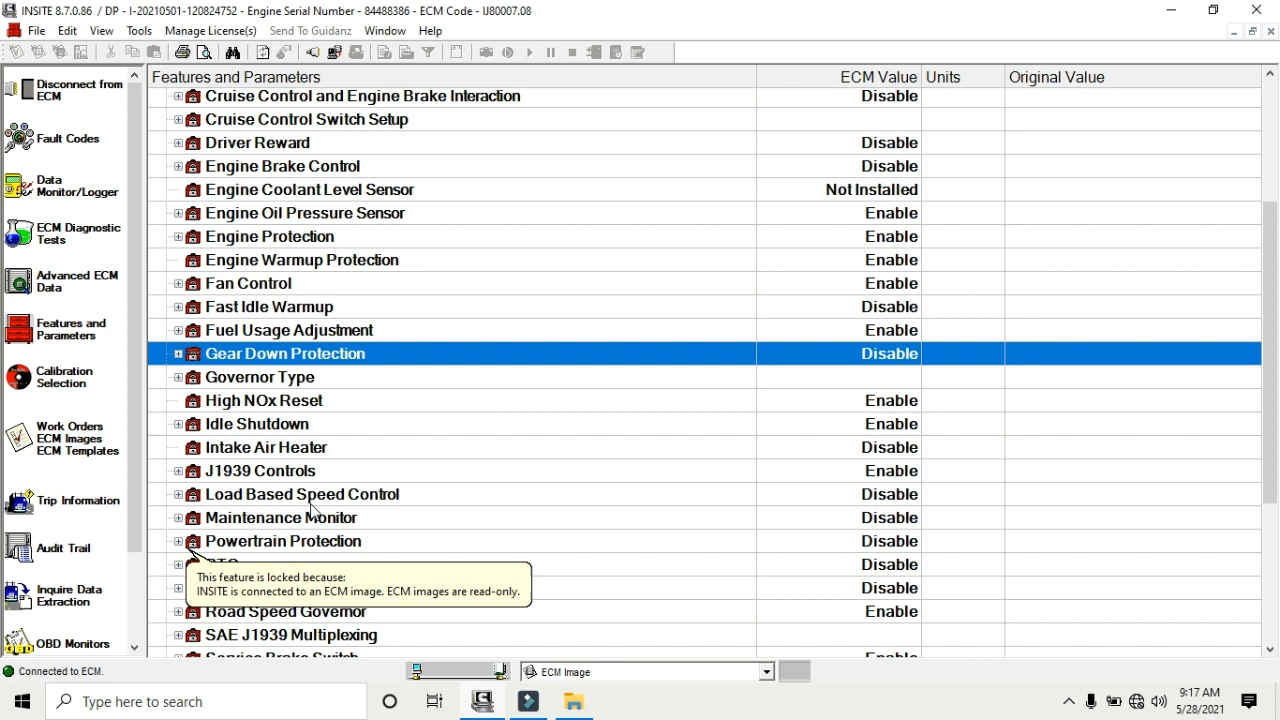 INSITE 8.7.0.86 / DP - I-20210501-120824752 - Engine Serial Number - 84488386 - ECM Code - IJ80007.08
File Edit View Tools Manage License(s) Send To Guidanz Window Help
Disconnect from
ECM
Fault Codes
Data
Monitor/Logger
ECM Diagnostic
Tests
Advanced ECM
Data
Features and
Parameters
Calibration
Selection
Work Orders
ECM Images
ECM Templates
Trip Information
Audit Trail
Inquire Data
Extraction
OBD Monitors
Features and Parameters ECM Value Units Original Value
Cruise Control and Engine Brake Interaction Disable
Cruise Control Switch Setup
Driver Reward Disable
Engine Brake Control Disable
Engine Coolant Level Sensor Not Installed
Engine Oil Pressure Sensor Enable
Engine Protection Enable
Engine Warmup Protection Enable
Fan Control Enable
Fast Idle Warmup Disable
Fuel Usage Adjustment Enable
Gear Down Protection Disable
Governor Type
High NOx Reset Enable
Idle Shutdown Enable
Intake Air Heater Disable
J1939 Controls Enable
Load Based Speed Control Disable
Maintenance Monitor Disable
Powertrain Protection Disable
PTO Disable
This feature is locked because:
INSITE is connected to an ECM image. ECM images are read-only.
Disable
Road Speed Governor Enable
SAE J1939 Multiplexing
Service Brake Switch Enable
Connected to ECM.
ECM Image
Type here to search
9:17 AM
5/28/2021